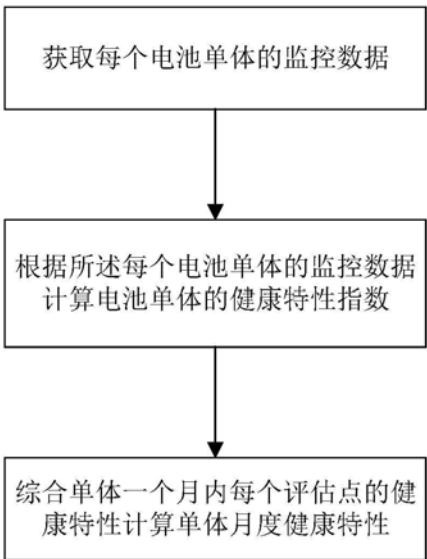 获取每个电池单体的监控数据
根据所述每个电池单体的监控数据
计算电池单体的健康特性指数
综合单体一个月内每个评估点的健
康特性计算单体月度健康特性